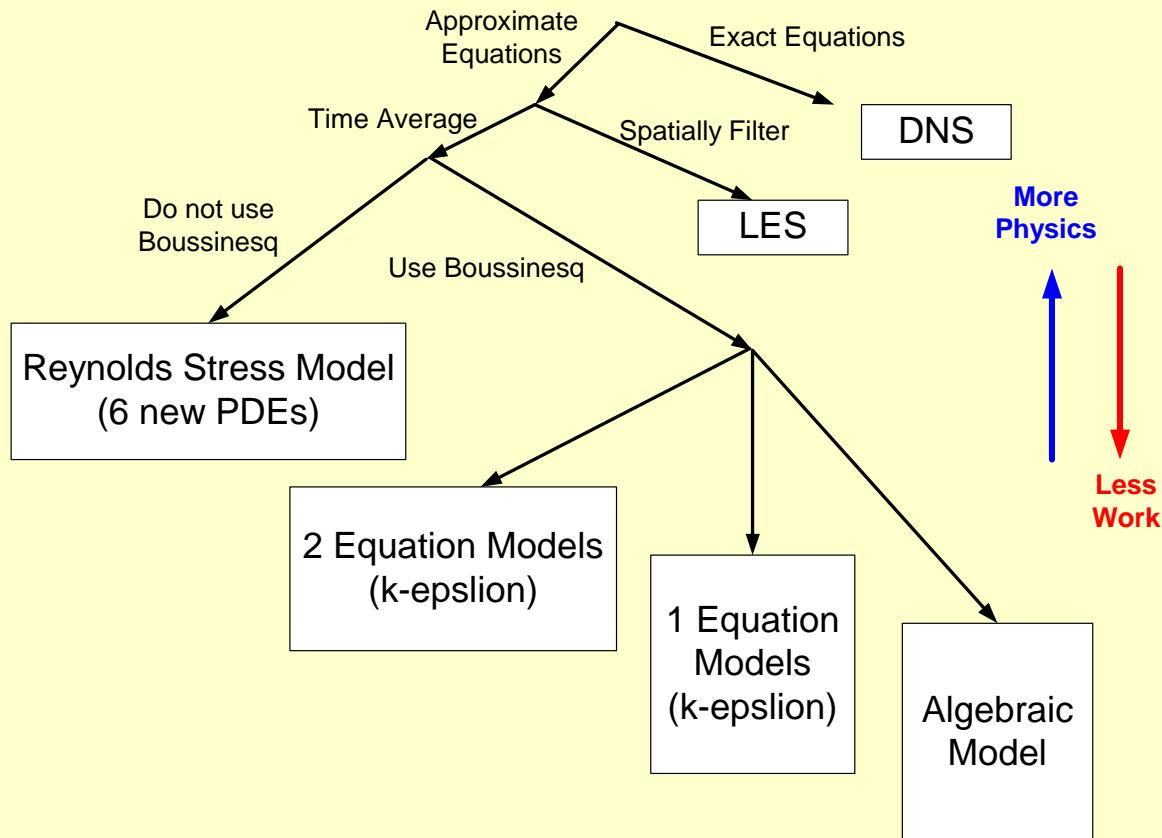 Approximate
Equations
Exact Equations
Time Average
Spatially Filter
DNS
Do not use
Boussinesq
LES
More
Physics
Use Boussinesq
Reynolds Stress Model
(6 new PDEs)
Less
Work
2 Equation Models
(k-epslion)
1 Equation
Models
(k-epslion)
Algebraic
Model